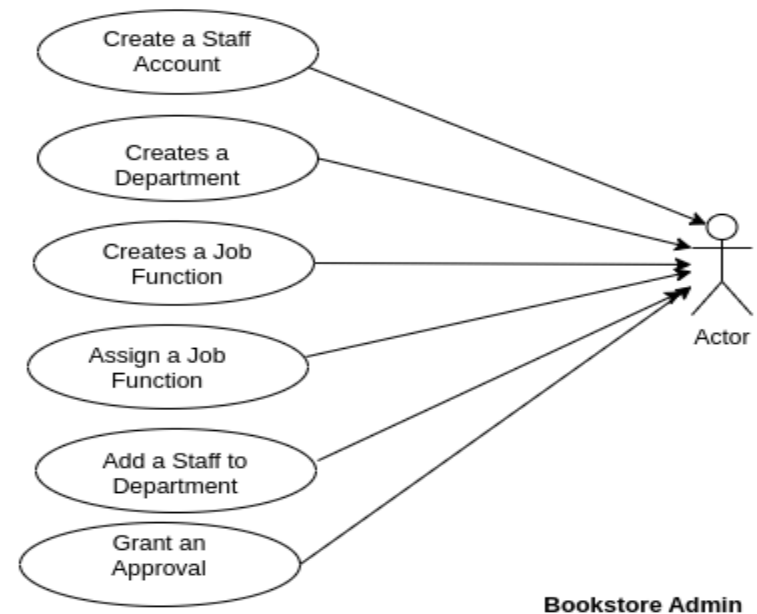 Create a Staff
Account
Creates a
Department
Creates a Job
Function
Assign a Job
Function
Actor
Add a Staff to
Department
Grant an
Approval
Bookstore Admin